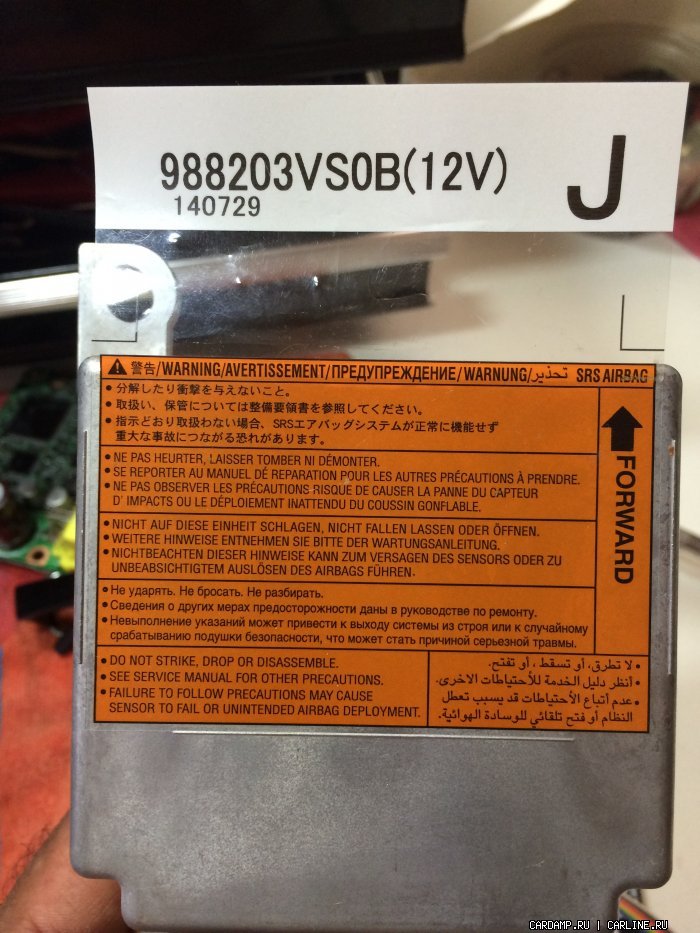 988203VS0B(12V)
140729
J
警告/WARNING/AVERTISSEMENT/ПРЕДУПРЕЖДЕНИЕ/WARNUNG/تحذير SRS AIRBAG
• 分解したり衝撃を与えないこと。
• 取扱い、保管については整備要領書を参照してください。
• 指示どおり取扱わない場合、SRSエアバッグシステムが正常に機能せず
重大な事故につながる恐れがあります。
• NE PAS HEURTER, LAISSER TOMBER NI DÉMONTER.
• SE REPORTER AU MANUEL DE RÉPARATION POUR LES AUTRES PRÉCAUTIONS À PRENDRE.
• NE PAS OBSERVER LES PRÉCAUTIONS RISQUE DE CAUSER LA PANNE DU CAPTEUR
D' IMPACTS OU LE DÉPLOIEMENT INATTENDU DU COUSSIN GONFLABLE.
• NICHT AUF DIESE EINHEIT SCHLAGEN, NICHT FALLEN LASSEN ODER ÖFFNEN.
• WEITERE HINWEISE ENTNEHMEN SIE BITTE DER WARTUNGSANLEITUNG.
• NICHTBEACHTEN DIESER HINWEISE KANN ZUM VERSAGEN DES SENSORS ODER ZU
UNBEABSICHTIGTEM AUSLÖSEN DES AIRBAGS FÜHREN.
• Не ударять. Не бросать. Не разбирать.
• Сведения о других мерах предосторожности даны в руководстве по ремонту.
• Невыполнение указаний может привести к выходу системы из строя или к случайному
срабатыванию подушки безопасности, что может стать причиной серьезной травмы.
FORWARD
• DO NOT STRIKE, DROP OR DISASSEMBLE.
• SEE SERVICE MANUAL FOR OTHER PRECAUTIONS.
• FAILURE TO FOLLOW PRECAUTIONS MAY CAUSE
SENSOR TO FAIL OR UNINTENDED AIRBAG DEPLOYMENT.
• لا تطرق، أو تسقط ، أو تفتح.
• أنظر دليل الخدمة للأحتياطات الاخرى.
• عدم أتباع الأحتياطات قد يسبب تعطل
النظام أو فتح تلقائي للوسادة الهوائية.
CARDAMP.RU | CARLINE.RU